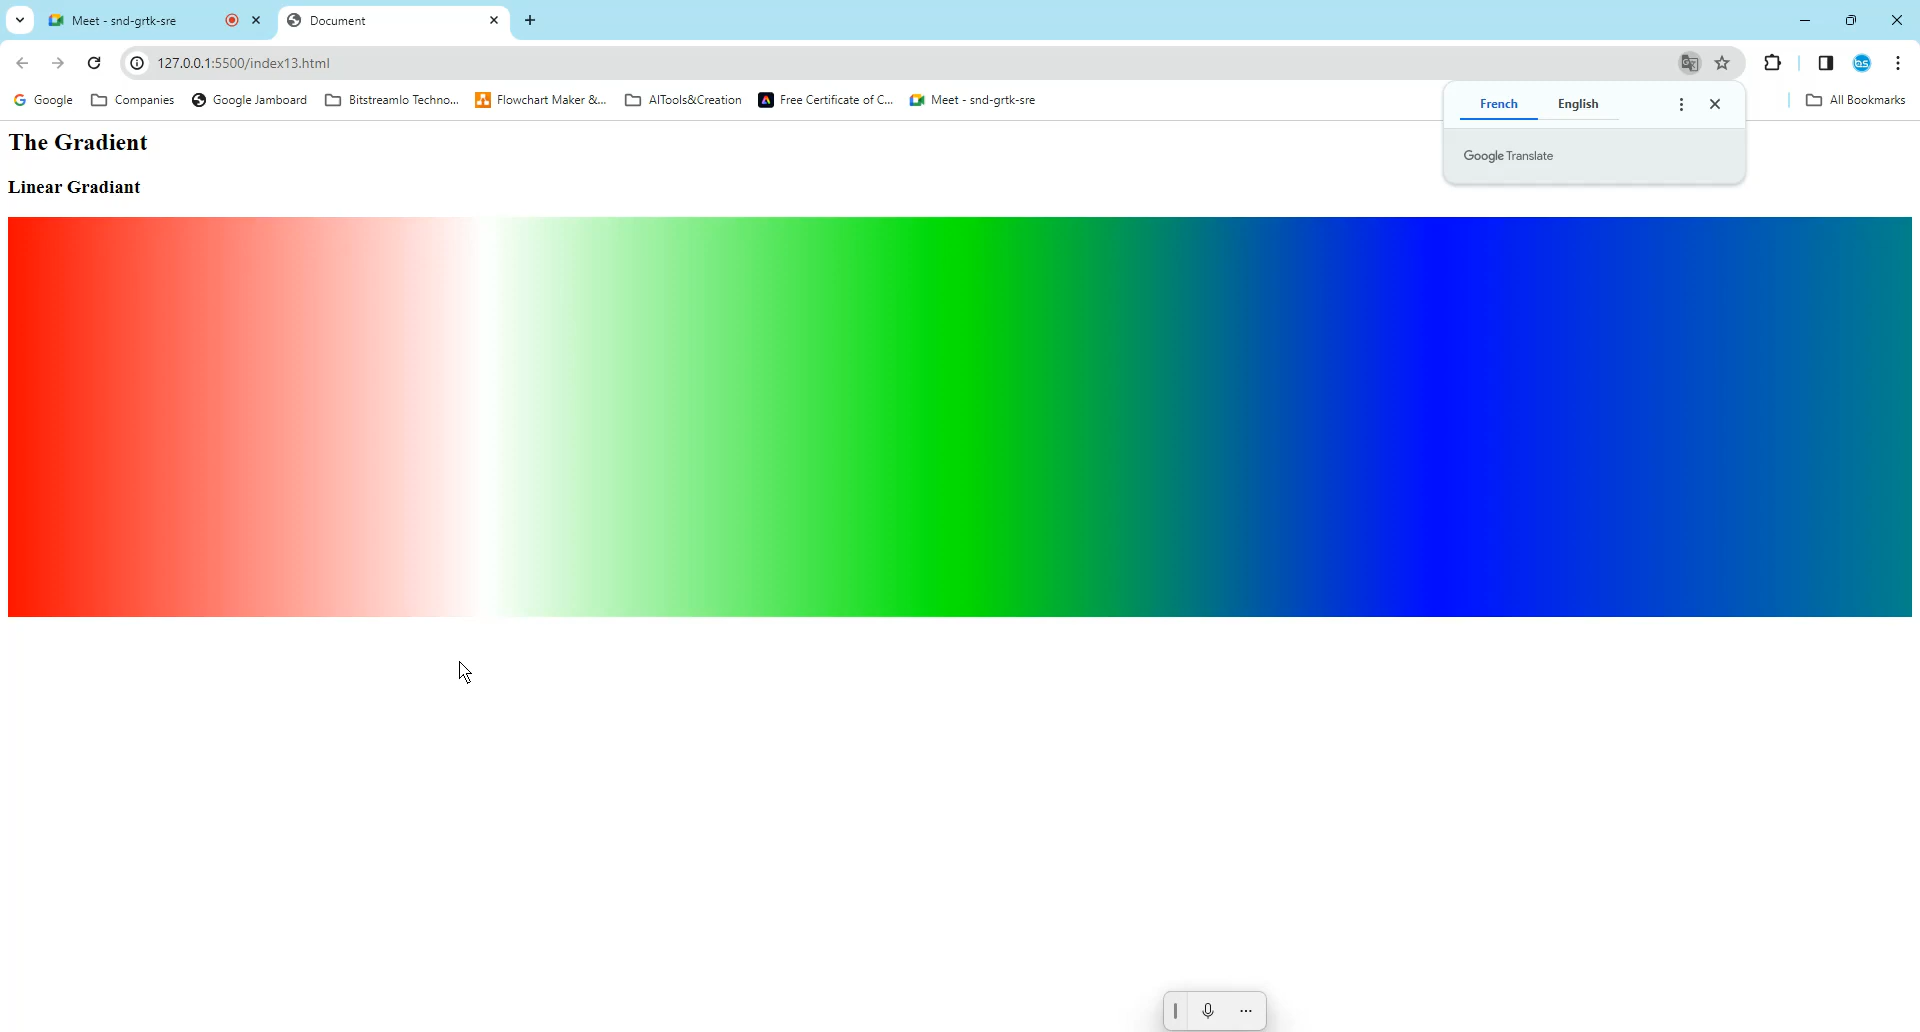 Meet - snd-grtk-sre
Document
127.0.0.1:5500/index13.html
Google
Companies
Google Jamboard
Bitstreamlo Techno...
Flowchart Maker &...
AITools&Creation
Free Certificate of C...
Meet - snd-grtk-sre
All Bookmarks
French English
Google Translate
The Gradient
Linear Gradiant